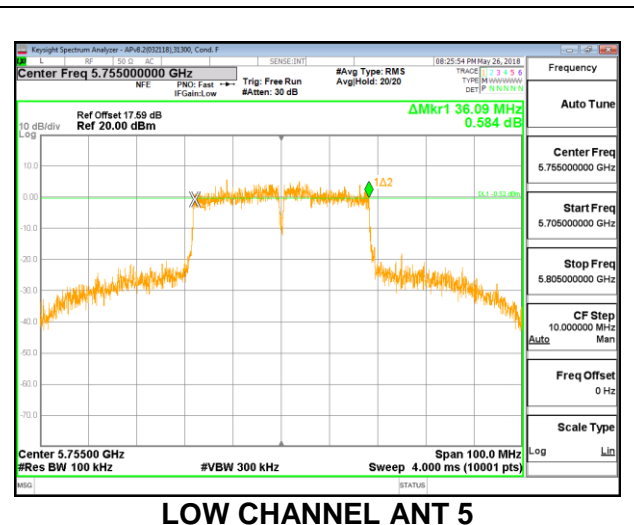 Keysight Spectrum Analyzer - APv8.2(032118),31300, Cond. F
L RF 50 Ω AC SENSE:INT 08:25:54 PM May 26, 2018
Center Freq 5.755000000 GHz
NFE
PNO: Fast
IFGain:Low
Trig: Free Run
#Atten: 30 dB
#Avg Type: RMS
Avg|Hold: 20/20
TRACE 1 2 3 4 5 6
TYPE M WWWWW
DET P N N N N N
Ref Offset 17.59 dB
Ref 20.00 dBm
10 dB/div
Log
ΔMkr1 36.09 MHz
0.584 dB
10.0
0.00
-10.0
-20.0
-30.0
-40.0
-50.0
-60.0
-70.0
1Δ2
DL1 -0.52 dBm
Center 5.75500 GHz
Span 100.0 MHz
#Res BW 100 kHz
#VBW 300 kHz
Sweep 4.000 ms (10001 pts)
MSG
STATUS
Frequency
Auto Tune
Center Freq
5.755000000 GHz
Start Freq
5.705000000 GHz
Stop Freq
5.805000000 GHz
CF Step
10.000000 MHz
Auto Man
Freq Offset
0 Hz
Scale Type
Log Lin
LOW CHANNEL ANT 5